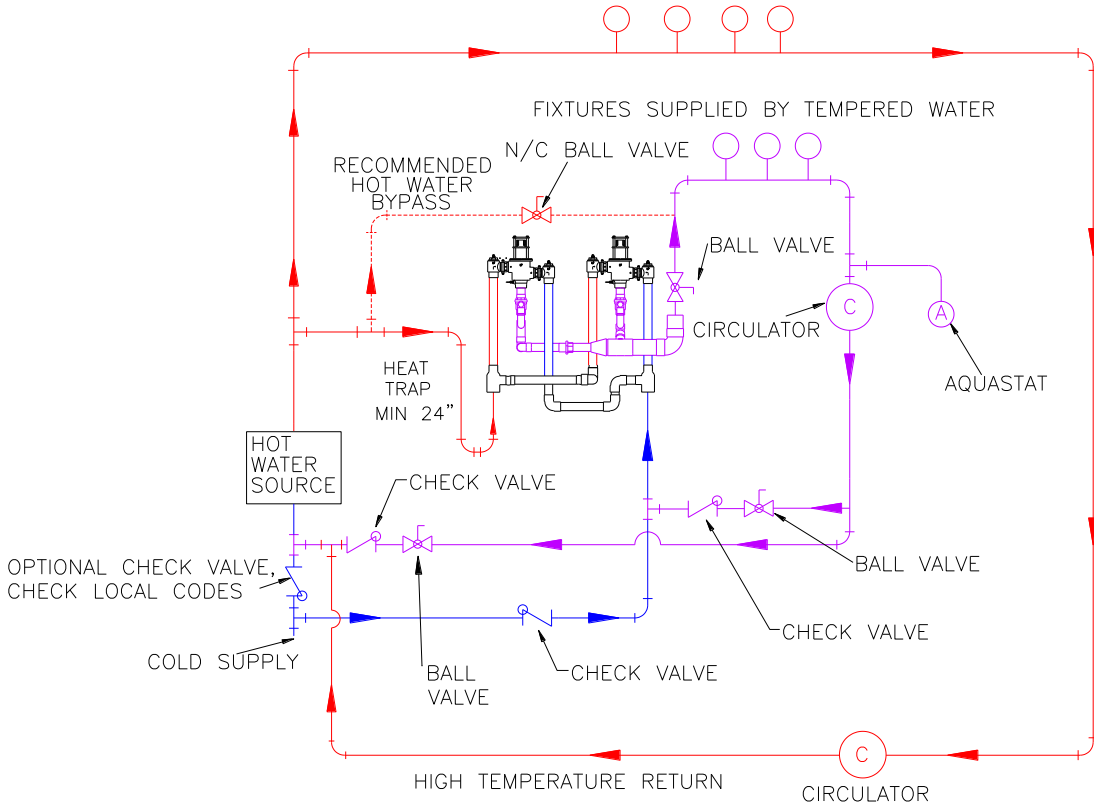 FIXTURES SUPPLIED BY TEMPERED WATER
N/C BALL VALVE
RECOMMENDED
HOT WATER
BYPASS
BALL VALVE
C
CIRCULATOR
A
AQUASTAT
HEAT
TRAP
MIN 24"
HOT
WATER
SOURCE
CHECK VALVE
OPTIONAL CHECK VALVE,
CHECK LOCAL CODES
BALL VALVE
CHECK VALVE
COLD SUPPLY
BALL
VALVE
CHECK VALVE
C
HIGH TEMPERATURE RETURN
CIRCULATOR